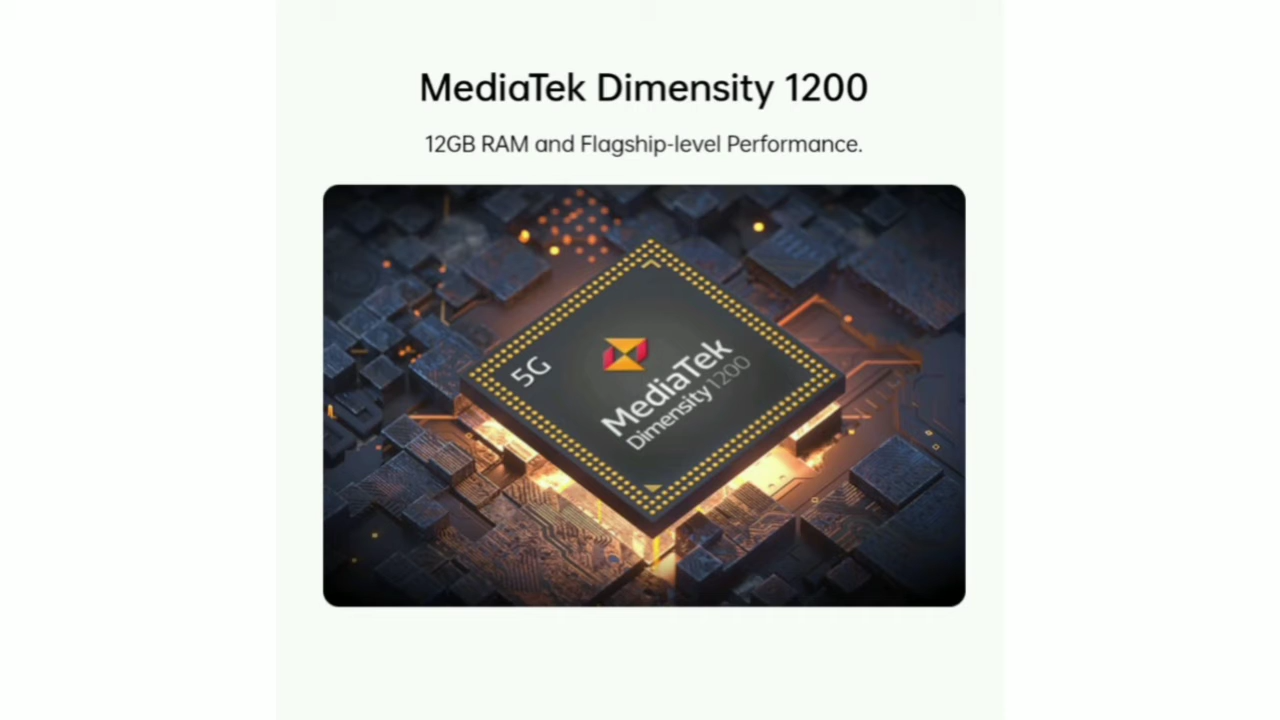 MediaTek Dimensity 1200
12GB RAM and Flagship-level Performance.
5G
MediaTek
Dimensity 1200